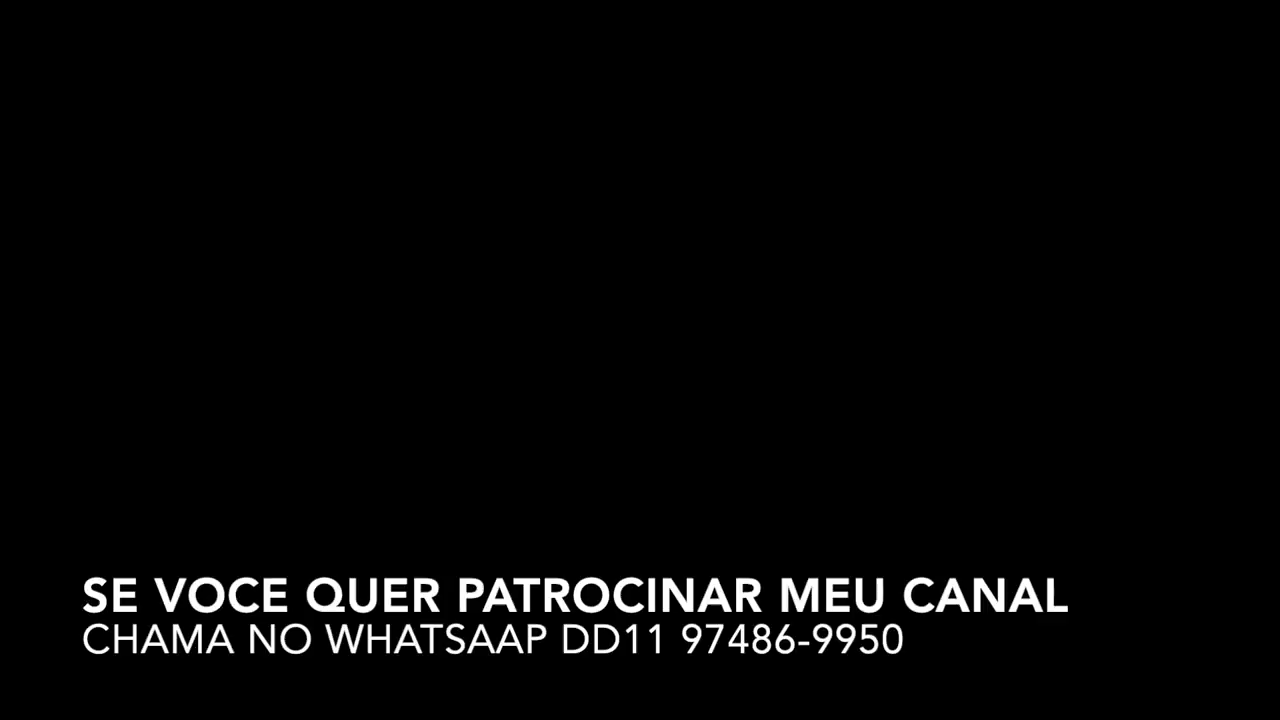 SE VOCE QUER PATROCINAR MEU CANAL
CHAMA NO WHATSAAP DD11 97486-9950